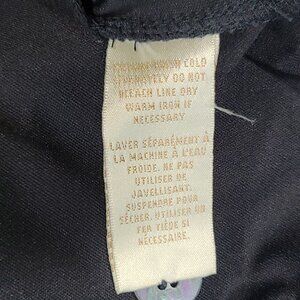 MACHINE WASH COLD
SEPARATELY DO NOT
BLEACH LINE DRY
WARM IRON IF
NECESSARY
LAVER SÉPARÉMENT À
LA MACHINE À L'EAU
FROIDE. NE PAS
UTILISER DE
JAVELLISANT.
SUSPENDRE POUR
SÉCHER. UTILISER UN
FER TIÈDE SI
NÉCESSAIRE.